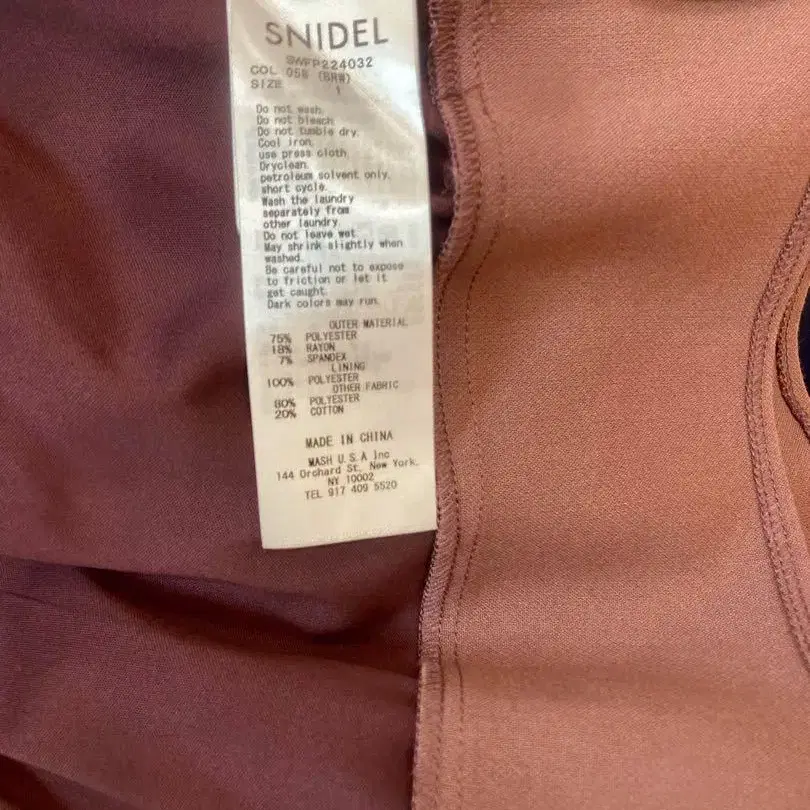 SNIDEL
SWFP224032
COL 058 (BRW)
SIZE 1
Do not wash.
Do not bleach.
Do not tumble dry.
Cool iron.
use press cloth
Dryclean.
petroleum solvent only.
short cycle.
Wash the laundry
separately from
other laundry.
Do not leave wet
May shrink slightly when
washed.
Be careful not to expose
to friction or let it
get caught.
Dark colors may run.
OUTER MATERIAL
75% POLYESTER
18% RAYON
7% SPANDEX
LINING
100% POLYESTER
OTHER FABRIC
80% POLYESTER
20% COTTON
MADE IN CHINA
MASH U.S.A Inc
144 Orchard St, New York,
NY 10002
TEL 917 409 5520